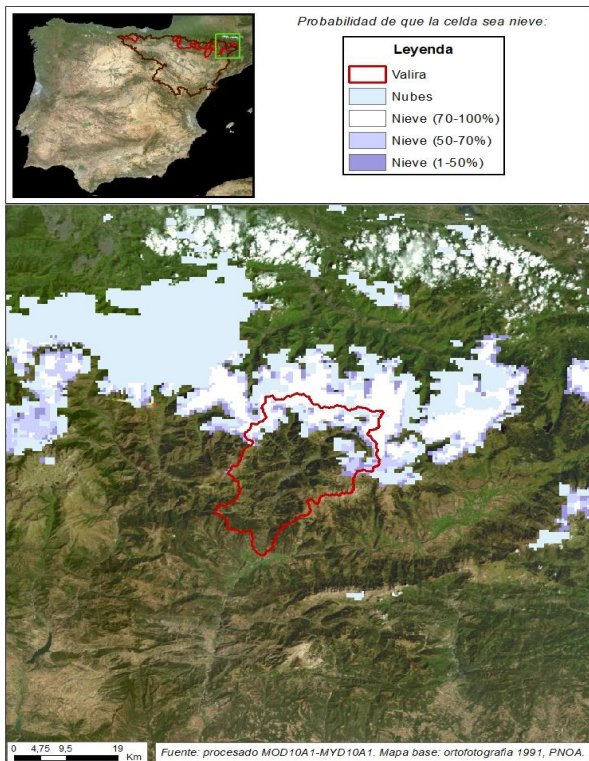 Probabilidad de que la celda sea nieve:
Leyenda
Valira
Nubes
Nieve (70-100%)
Nieve (50-70%)
Nieve (1-50%)
0 4,75 9,5 19
Km
Fuente: procesado MOD10A1-MYD10A1. Mapa base: ortofotografia 1991, PNOA.